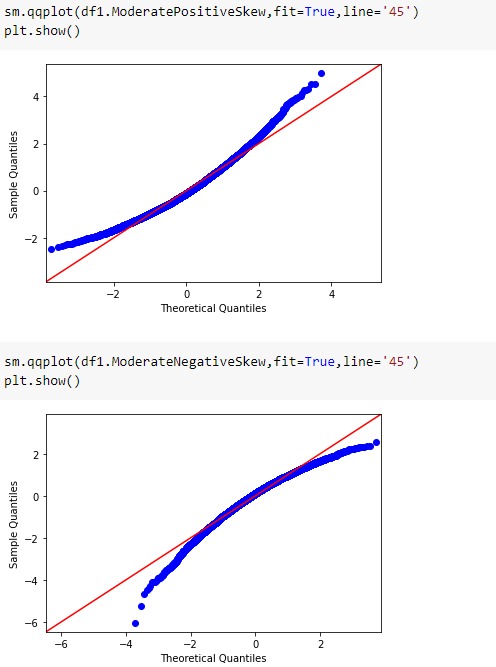 sm.qqplot(df1.ModeratePositiveSkew,fit=True,line='45')
plt.show()
4
2
0
−2
Sample Quantiles
−2 0 2 4
Theoretical Quantiles
sm.qqplot(df1.ModerateNegativeSkew,fit=True,line='45')
plt.show()
2
0
−2
−4
−6
Sample Quantiles
−6 −4 −2 0 2
Theoretical Quantiles